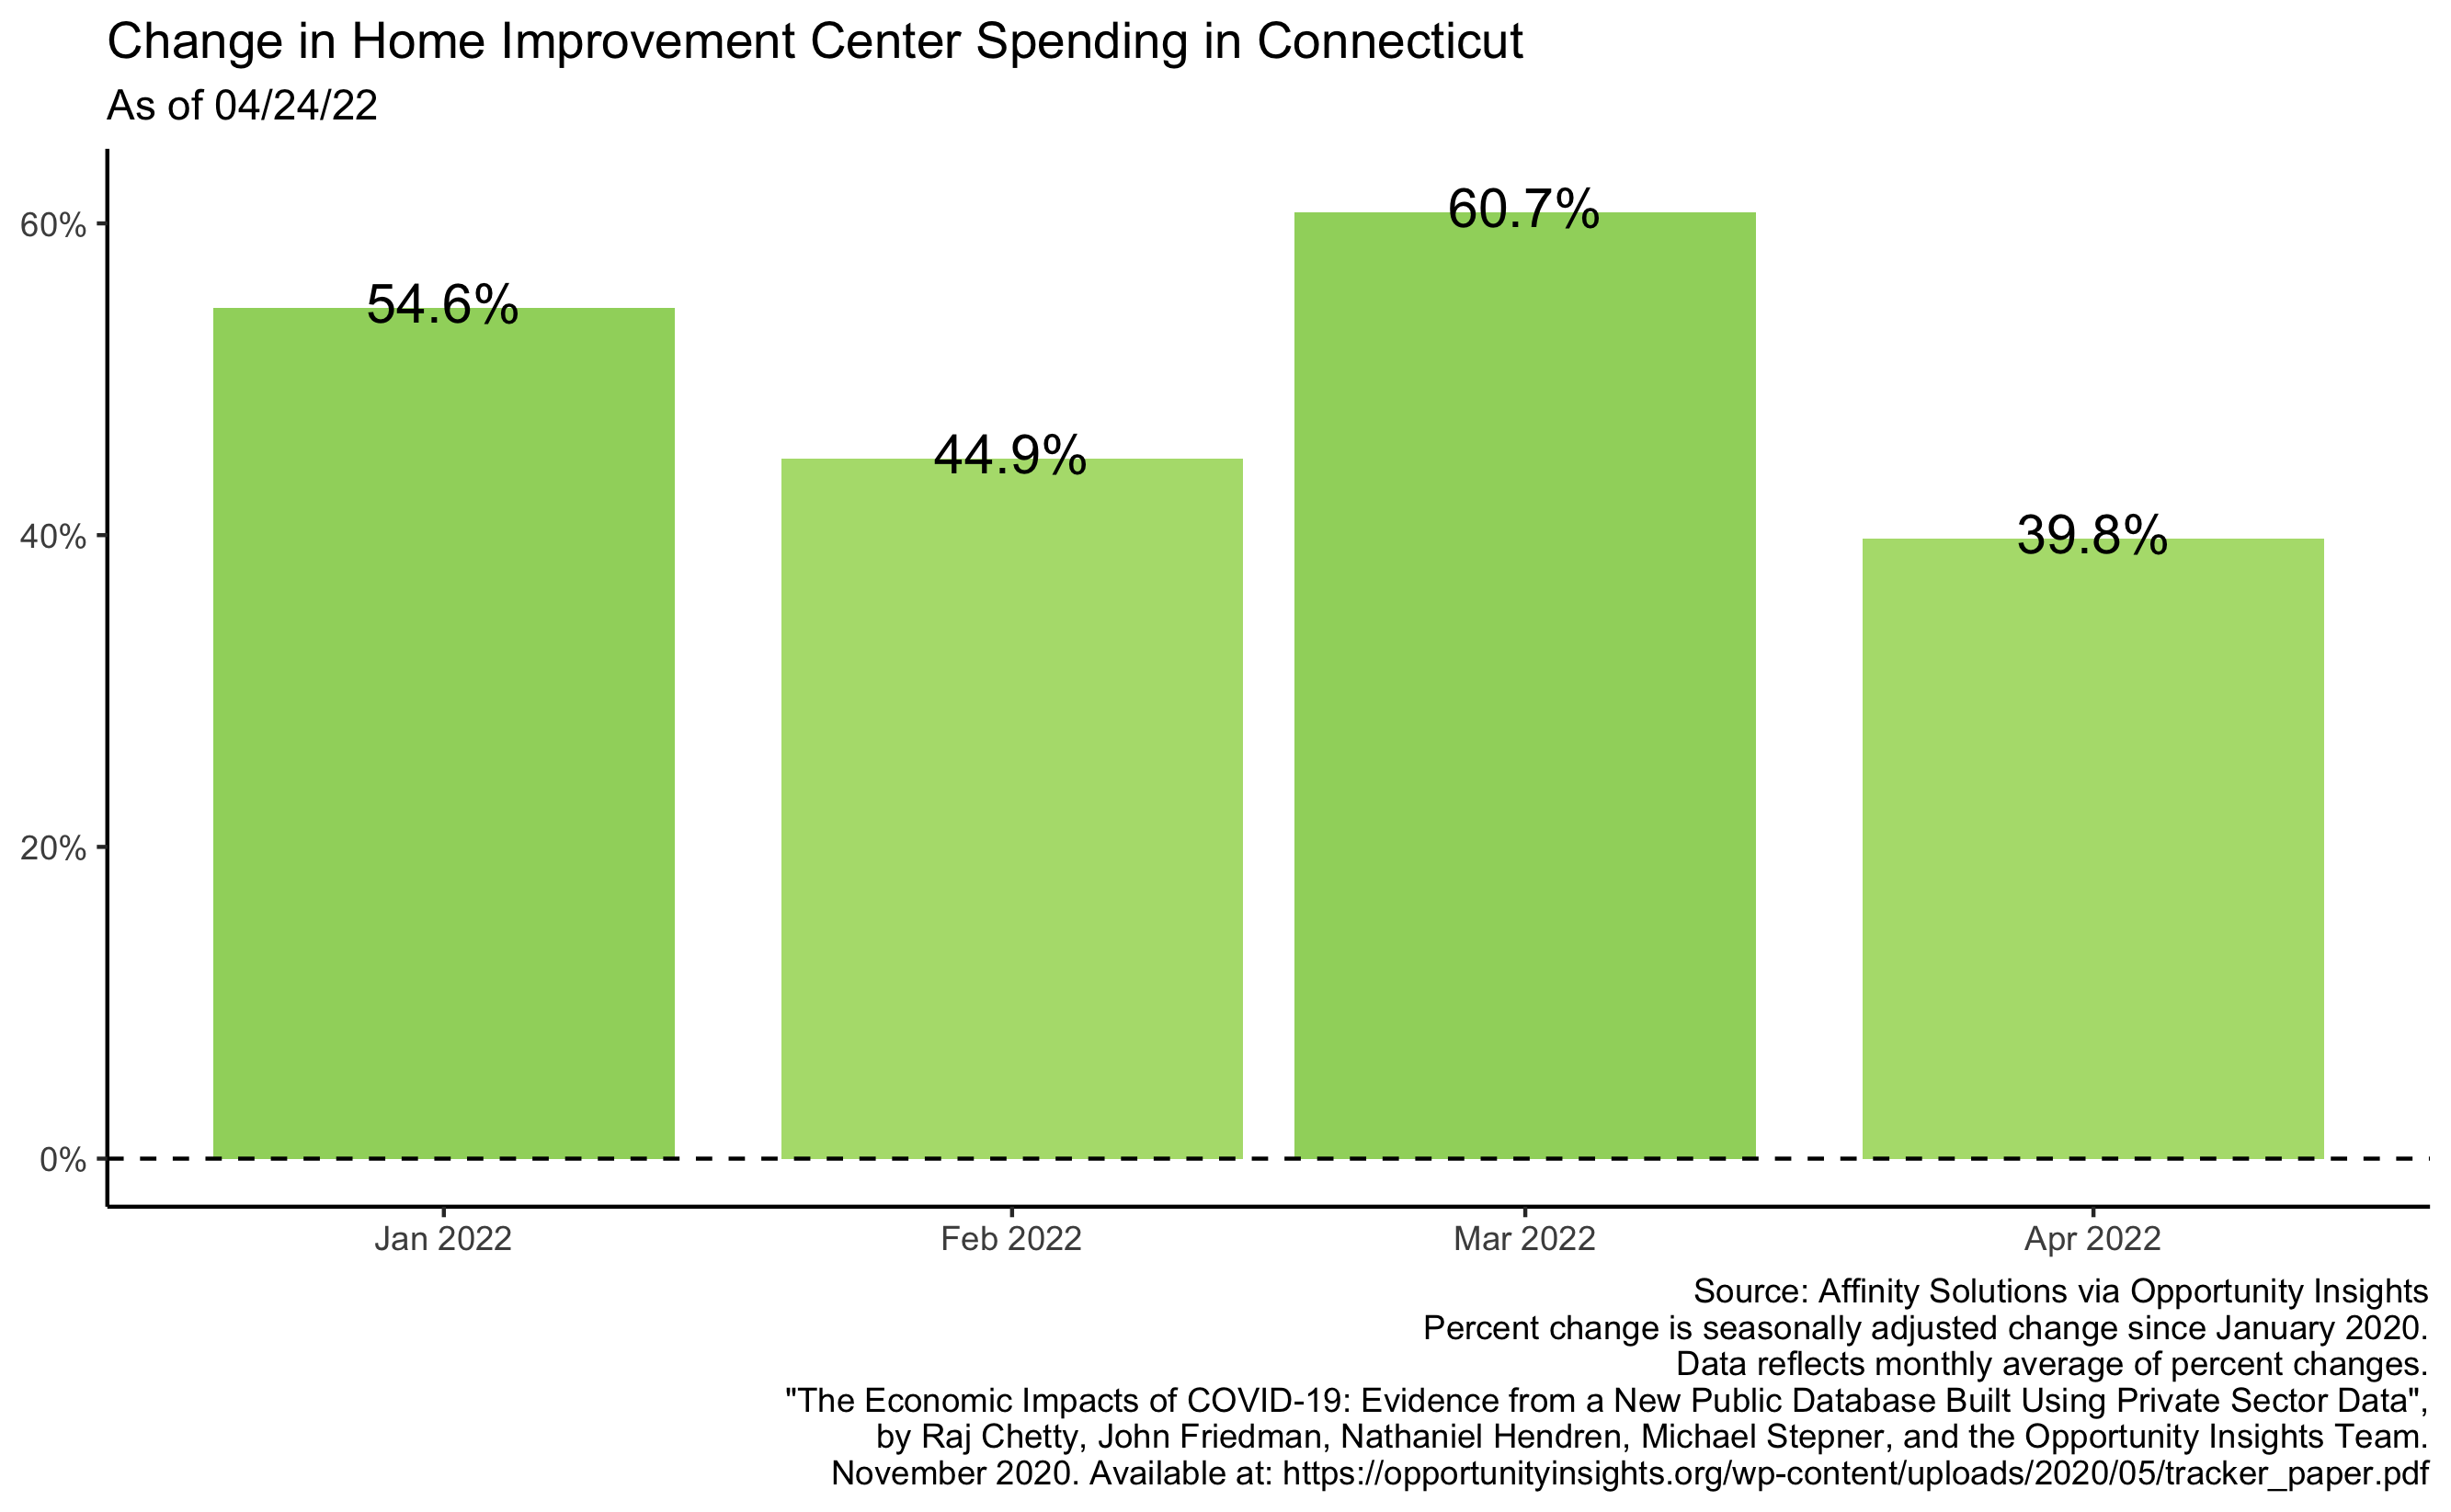 Change in Home Improvement Center Spending in Connecticut
As of 04/24/22
60%
40%
20%
0%
54.6%
44.9%
60.7%
39.8%
Jan 2022
Feb 2022
Mar 2022
Apr 2022
Source: Affinity Solutions via Opportunity Insights
Percent change is seasonally adjusted change since January 2020.
Data reflects monthly average of percent changes.
"The Economic Impacts of COVID-19: Evidence from a New Public Database Built Using Private Sector Data",
by Raj Chetty, John Friedman, Nathaniel Hendren, Michael Stepner, and the Opportunity Insights Team.
November 2020. Available at: https://opportunityinsights.org/wp-content/uploads/2020/05/tracker_paper.pdf